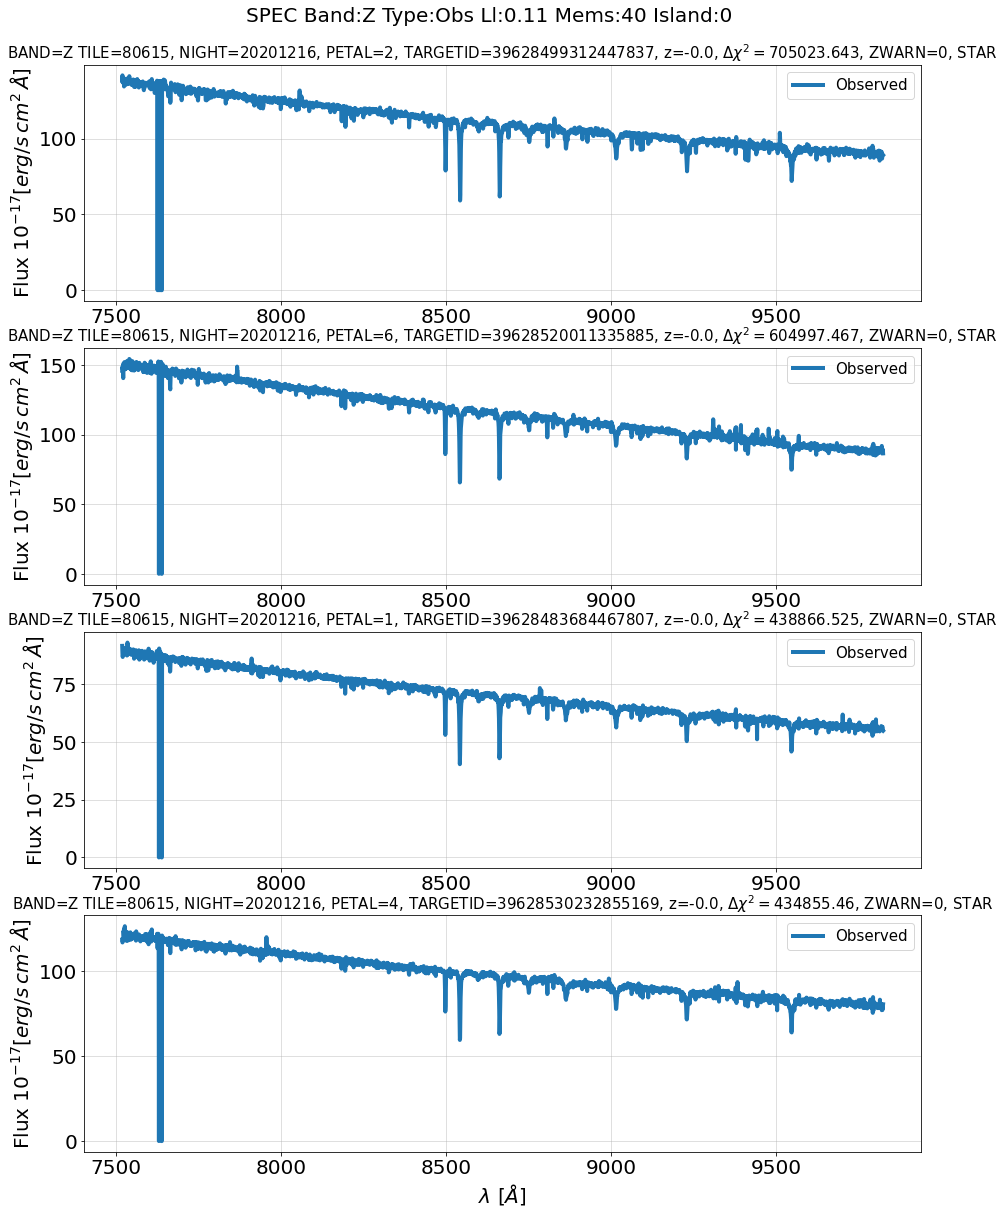 SPEC Band:Z Type:Obs Ll:0.11 Mems:40 Island:0
BAND=Z TILE=80615, NIGHT=20201216, PETAL=2, TARGETID=39628499312447837, z=-0.0, Δχ² = 705023.643, ZWARN=0, STAR
Flux 10⁻¹⁷[erg/s cm² Å]
100
50
0
Observed
7500 8000 8500 9000 9500
BAND=Z TILE=80615, NIGHT=20201216, PETAL=6, TARGETID=39628520011335885, z=-0.0, Δχ² = 604997.467, ZWARN=0, STAR
Flux 10⁻¹⁷[erg/s cm² Å]
150
100
50
0
Observed
7500 8000 8500 9000 9500
BAND=Z TILE=80615, NIGHT=20201216, PETAL=1, TARGETID=39628483684467807, z=-0.0, Δχ² = 438866.525, ZWARN=0, STAR
Flux 10⁻¹⁷[erg/s cm² Å]
75
50
25
0
Observed
7500 8000 8500 9000 9500
BAND=Z TILE=80615, NIGHT=20201216, PETAL=4, TARGETID=39628530232855169, z=-0.0, Δχ² = 434855.46, ZWARN=0, STAR
Flux 10⁻¹⁷[erg/s cm² Å]
100
50
0
Observed
7500 8000 8500 9000 9500
λ [Å]